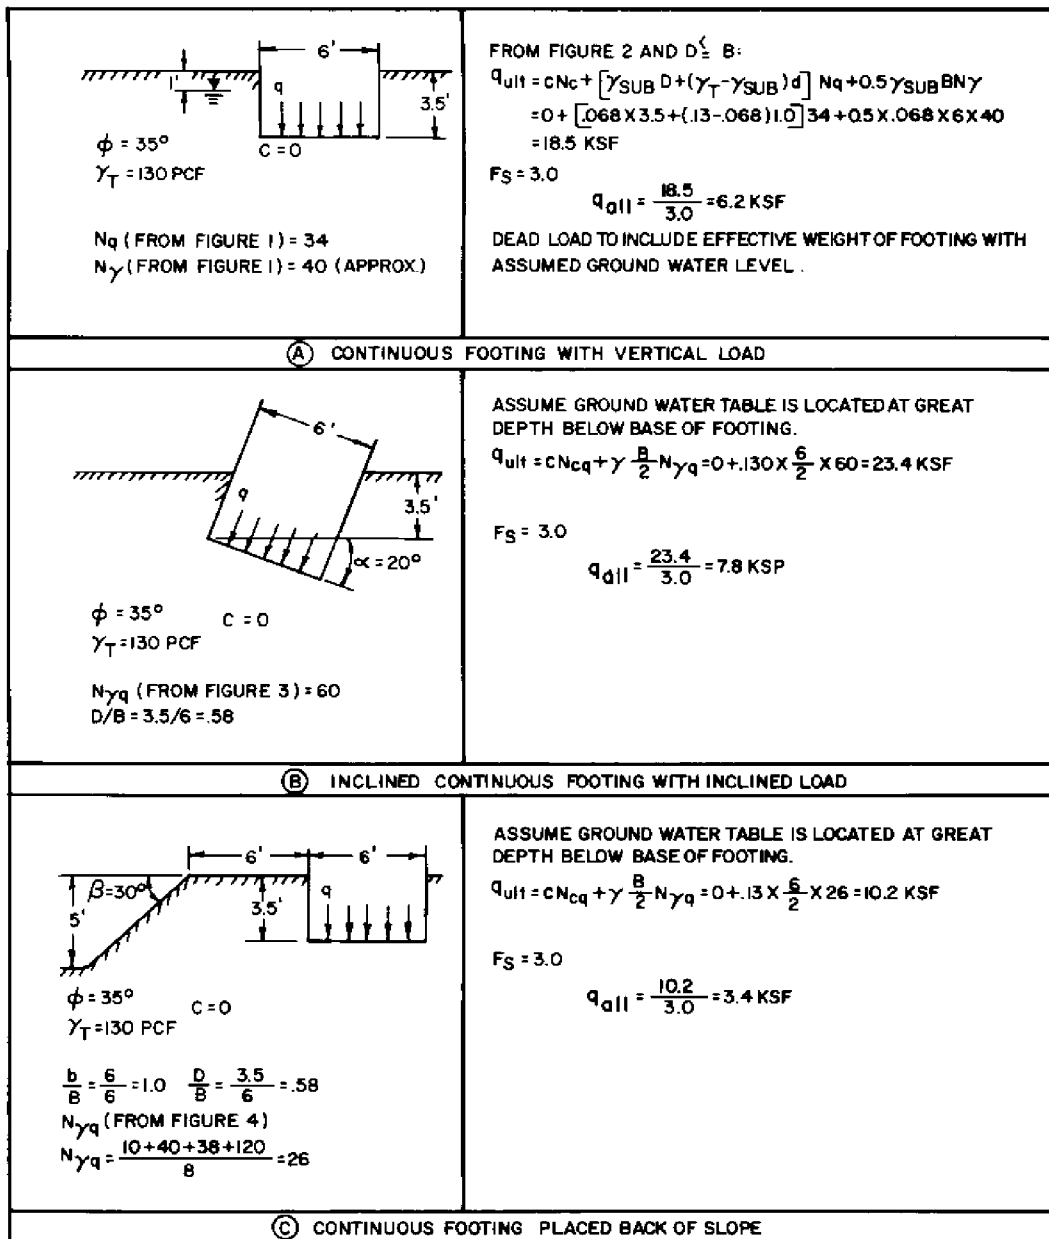 6'
1'
q
3.5'
φ = 35°
C = 0
γT = 130 PCF
Nq (FROM FIGURE 1) = 34
Nγ (FROM FIGURE 1) = 40 (APPROX.)
FROM FIGURE 2 AND D ≤ B:
qult = cNc + [γSUB D + (γT - γSUB) d] Nq + 0.5 γSUB BNγ
= 0 + [.068 X 3.5 + (.13 - .068) 1.0] 34 + 0.5 X .068 X 6 X 40
= 18.5 KSF
FS = 3.0
qall = 18.5 / 3.0 = 6.2 KSF
DEAD LOAD TO INCLUDE EFFECTIVE WEIGHT OF FOOTING WITH
ASSUMED GROUND WATER LEVEL.
(A) CONTINUOUS FOOTING WITH VERTICAL LOAD
6'
q
3.5'
∝ = 20°
φ = 35° C = 0
γT = 130 PCF
Nγq (FROM FIGURE 3) = 60
D/B = 3.5/6 = .58
ASSUME GROUND WATER TABLE IS LOCATED AT GREAT
DEPTH BELOW BASE OF FOOTING.
qult = cNcq + γ B/2 Nγq = 0 + .130 X 6/2 X 60 = 23.4 KSF
FS = 3.0
qall = 23.4 / 3.0 = 7.8 KSP
(B) INCLINED CONTINUOUS FOOTING WITH INCLINED LOAD
6' 6'
β = 30°
5'
3.5'
q
φ = 35° C = 0
γT = 130 PCF
b/B = 6/6 = 1.0 D/B = 3.5/6 = .58
Nγq (FROM FIGURE 4)
Nγq = 10 + 40 + 38 + 120 / 8 = 26
ASSUME GROUND WATER TABLE IS LOCATED AT GREAT
DEPTH BELOW BASE OF FOOTING.
qult = cNcq + γ B/2 Nγq = 0 + .13 X 6/2 X 26 = 10.2 KSF
FS = 3.0
qall = 10.2 / 3.0 = 3.4 KSF
(C) CONTINUOUS FOOTING PLACED BACK OF SLOPE